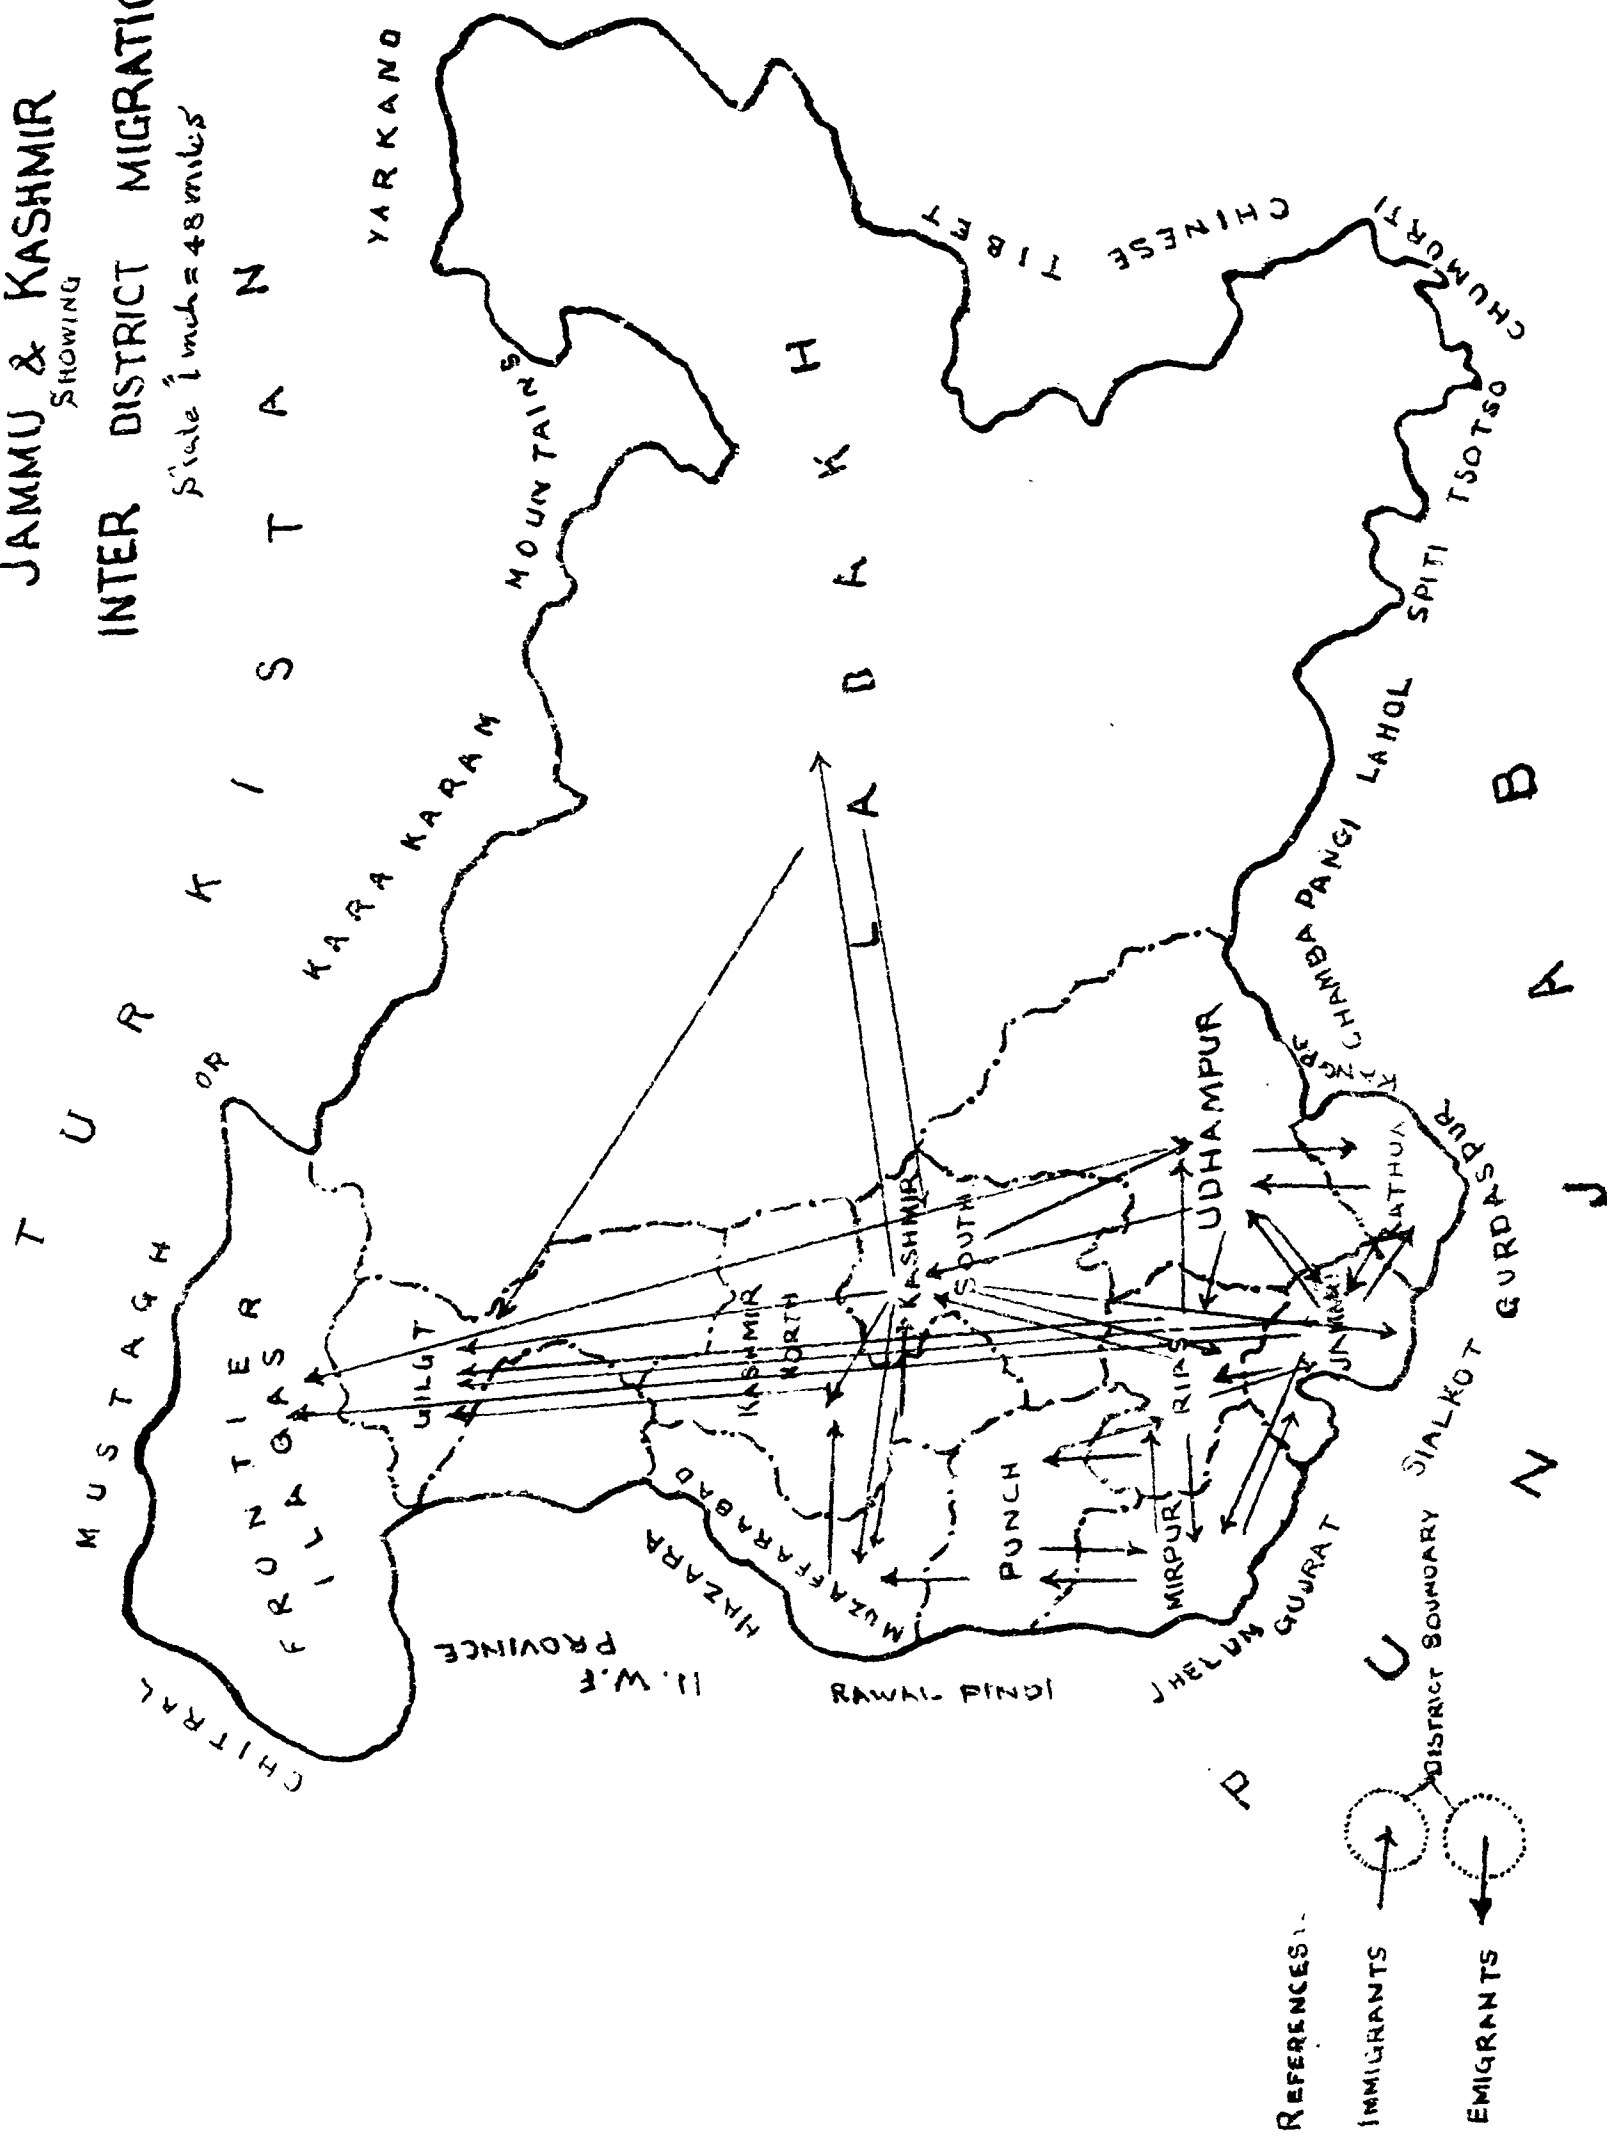 JAMMU & KASHMIR
SHOWING
INTER DISTRICT MIGRATIO
Scale 1 inch = 48 miles
TURKISTAN
OR
MUSTAGH
KARA KARAM
MOUNTAINS
YARKAND
CHITRAL
FRONTIER
ILAQAS
GILGIT
LADAKH
CHINESE
TIBET
CHUMURTI
TSOTSO
SPITI
LAHOL
PANGI
CHAMBA
N.W.F.
PROVINCE
HAZARA
MUZAFFARABAD
KASHMIR
NORTH
KASHMIR
SOUTH
UDHAMPUR
KATHUA
JAMMU
RIASI
PUNCH
MIRPUR
RAWAL-PINDI
JHELUM
GUJRAT
SIALKOT
GURDASPUR
PUNJAB
REFERENCES:-
IMMIGRANTS
DISTRICT BOUNDARY
EMIGRANTS